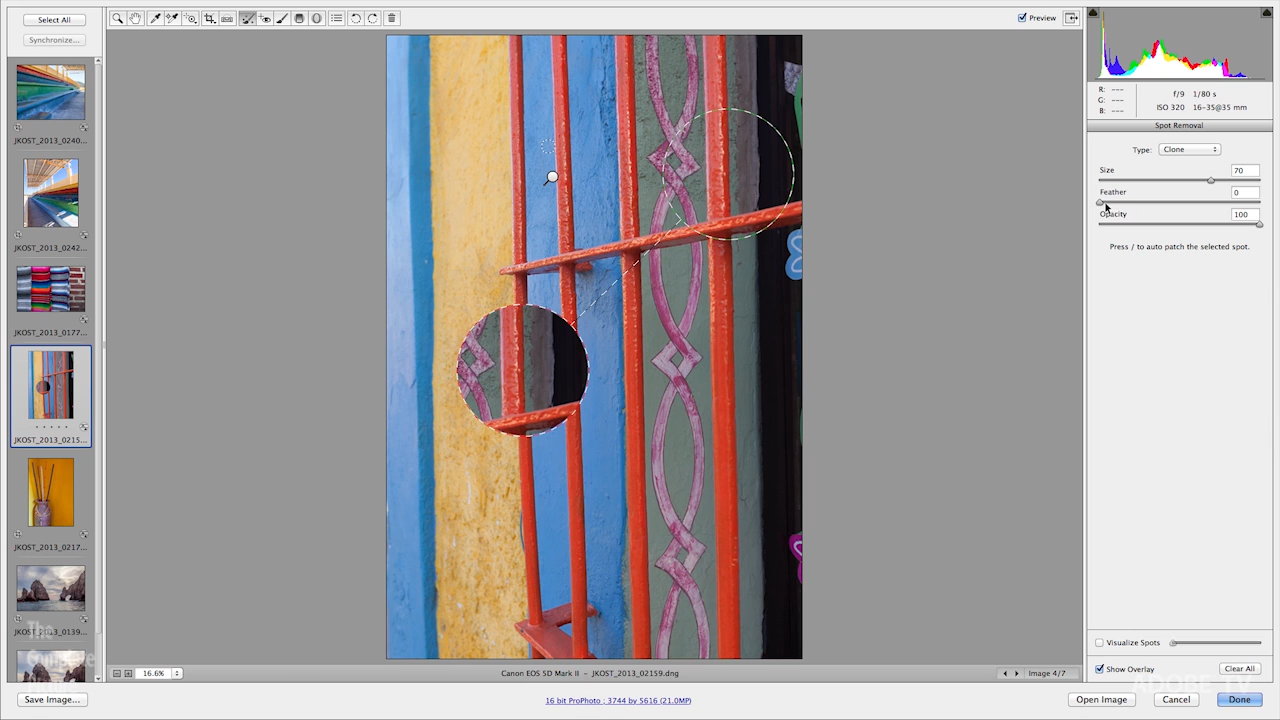 Select All
Synchronize...
JKOST_2013_0240...
JKOST_2013_0242...
JKOST_2013_0177...
JKOST_2013_0215...
JKOST_2013_0217...
JKOST_2013_0139...
Save Image...
Preview
16.6%
Canon EOS 5D Mark II - JKOST_2013_02159.dng
Image 4/7
16 bit ProPhoto ; 3744 by 5616 (21.0MP)
R: ---
G: ---
B: ---
f/9 1/80 s
ISO 320 16-35@35 mm
Spot Removal
Type: Clone
Size 70
Feather 0
Opacity 100
Press / to auto patch the selected spot.
Visualize Spots
Show Overlay
Clear All
Open Image
Cancel
Done